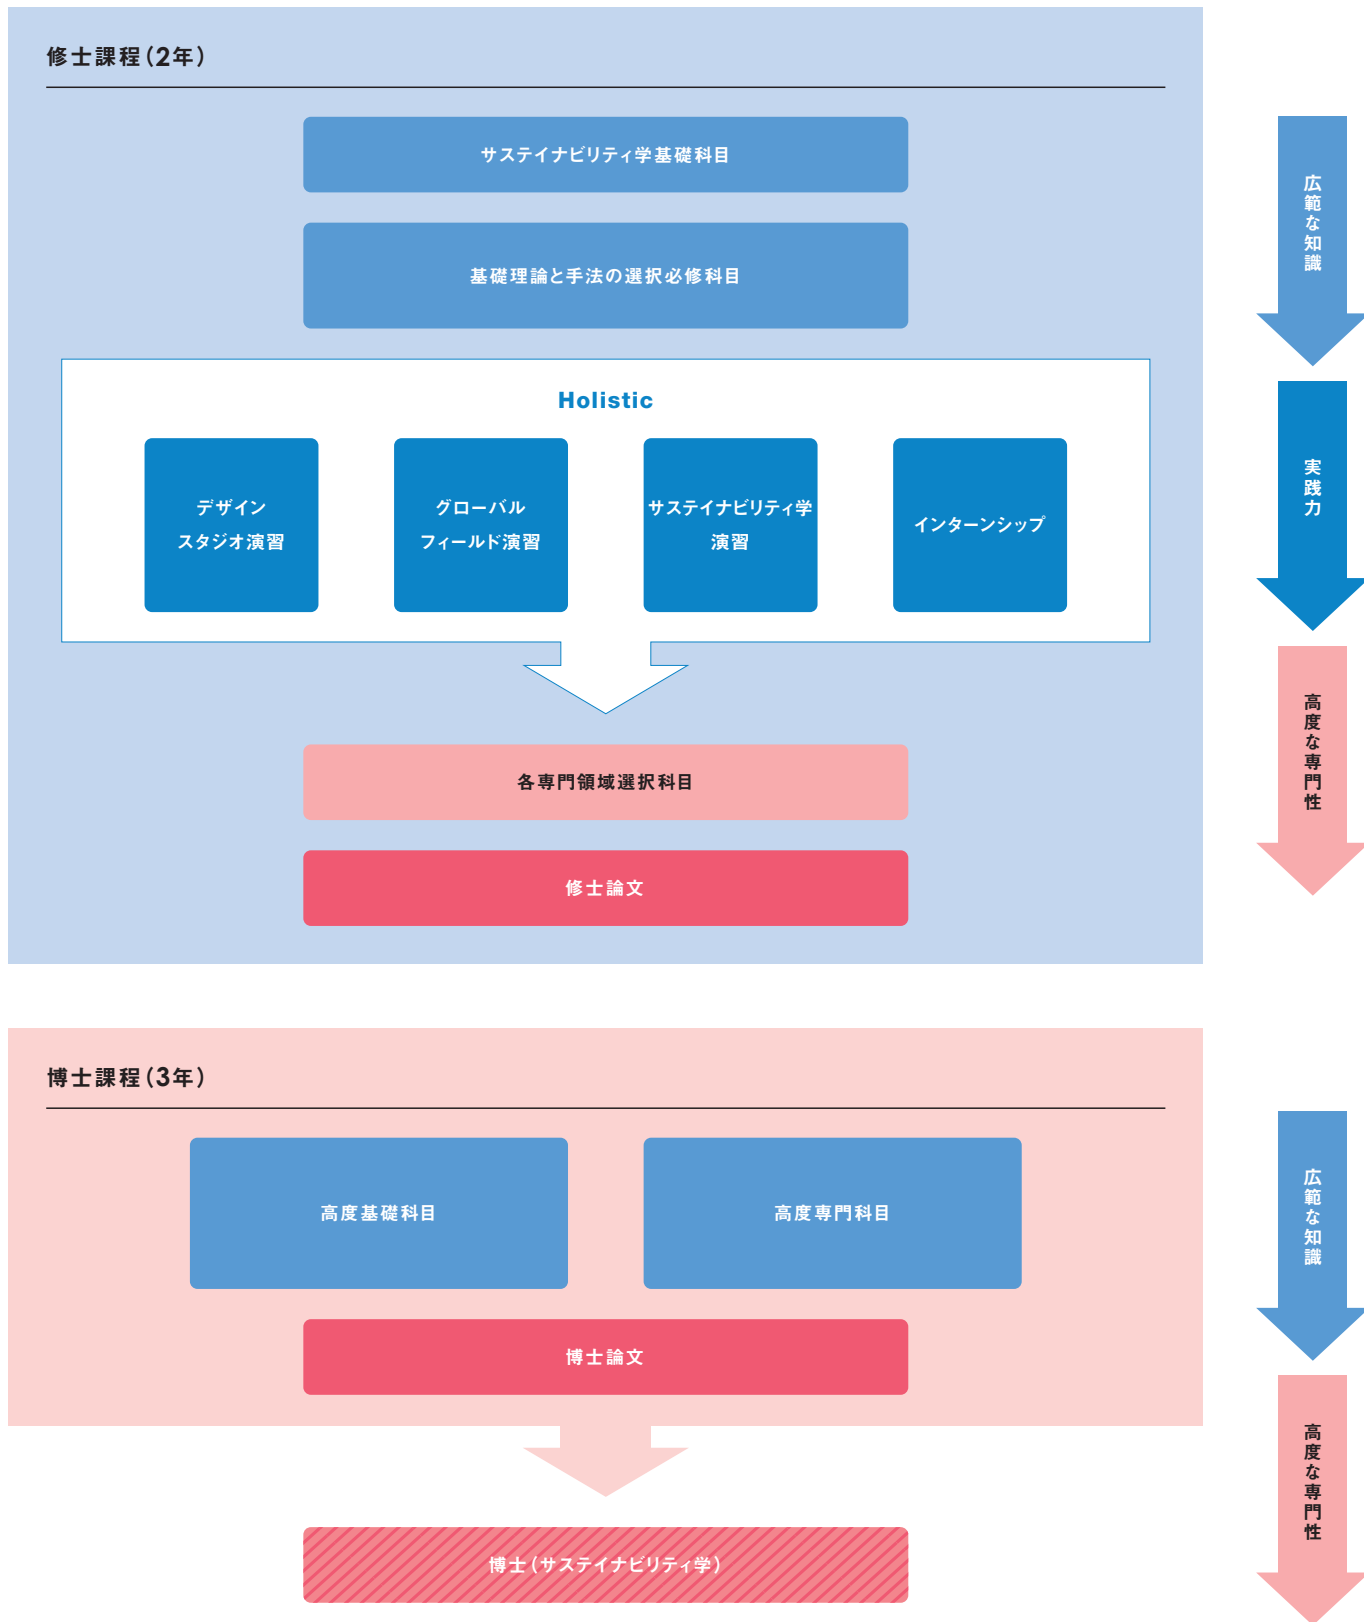 修士課程（2年）
サステイナビリティ学基礎科目
基礎理論と手法の選択必修科目
広範な知識
Holistic
デザイン
スタジオ演習
グローバル
フィールド演習
サステイナビリティ学
演習
インターンシップ
実践力
各専門領域選択科目
修士論文
高度な専門性
博士課程（3年）
高度基礎科目
高度専門科目
広範な知識
博士論文
博士（サステイナビリティ学）
高度な専門性